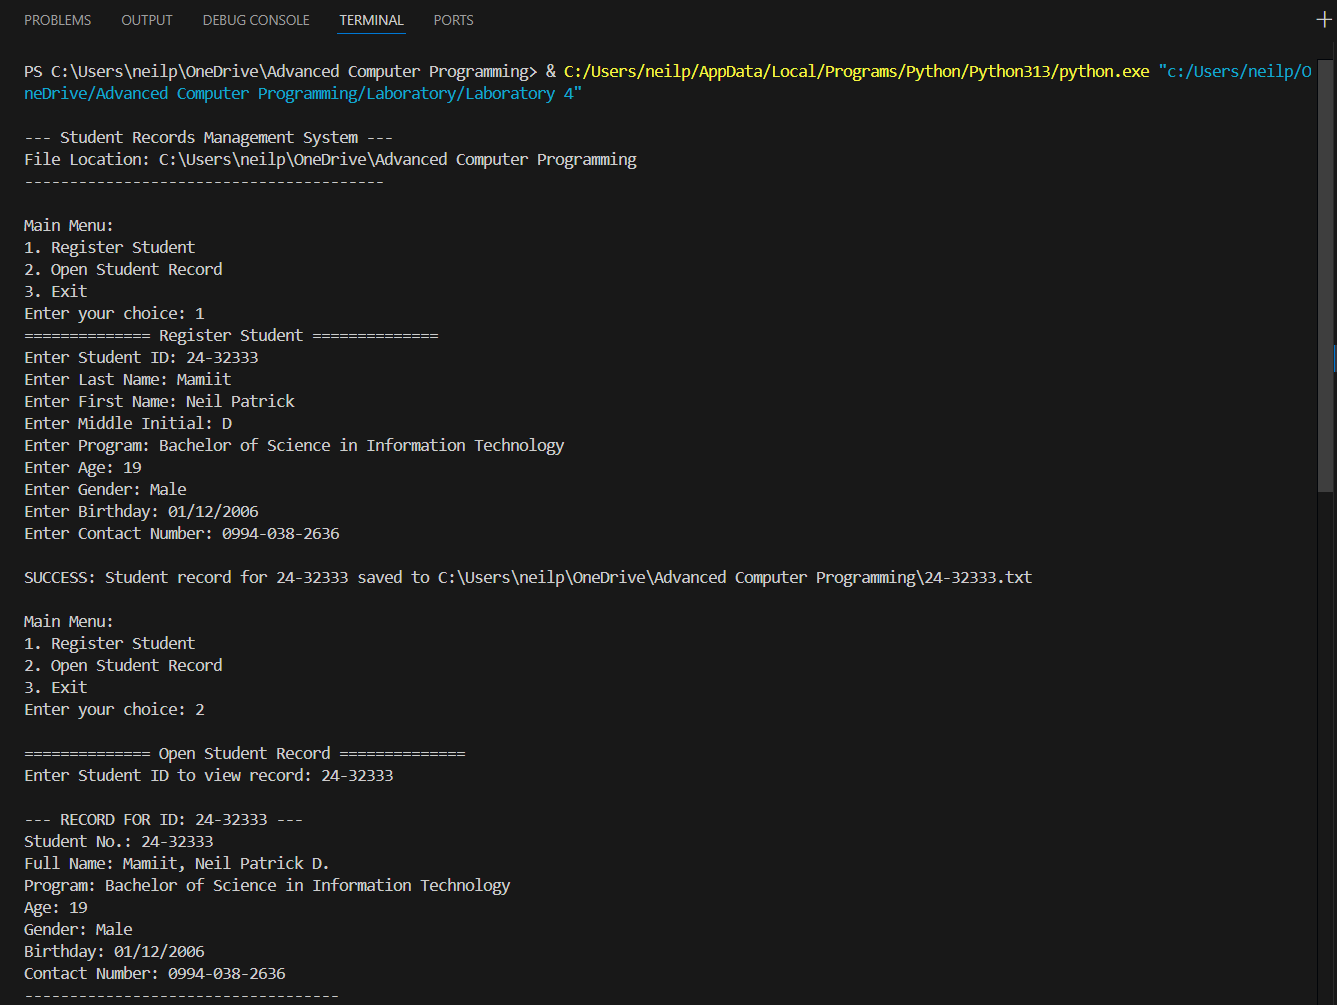 PROBLEMS OUTPUT DEBUG CONSOLE TERMINAL PORTS
PS C:\Users\neilp\OneDrive\Advanced Computer Programming> & C:/Users/neilp/AppData/Local/Programs/Python/Python313/python.exe "c:/Users/neilp/O
neDrive/Advanced Computer Programming/Laboratory/Laboratory 4"
--- Student Records Management System ---
File Location: C:\Users\neilp\OneDrive\Advanced Computer Programming
----------------------------------------
Main Menu:
1. Register Student
2. Open Student Record
3. Exit
Enter your choice: 1
============== Register Student ==============
Enter Student ID: 24-32333
Enter Last Name: Mamiit
Enter First Name: Neil Patrick
Enter Middle Initial: D
Enter Program: Bachelor of Science in Information Technology
Enter Age: 19
Enter Gender: Male
Enter Birthday: 01/12/2006
Enter Contact Number: 0994-038-2636
SUCCESS: Student record for 24-32333 saved to C:\Users\neilp\OneDrive\Advanced Computer Programming\24-32333.txt
Main Menu:
1. Register Student
2. Open Student Record
3. Exit
Enter your choice: 2
============== Open Student Record ==============
Enter Student ID to view record: 24-32333
--- RECORD FOR ID: 24-32333 ---
Student No.: 24-32333
Full Name: Mamiit, Neil Patrick D.
Program: Bachelor of Science in Information Technology
Age: 19
Gender: Male
Birthday: 01/12/2006
Contact Number: 0994-038-2636
-----------------------------------